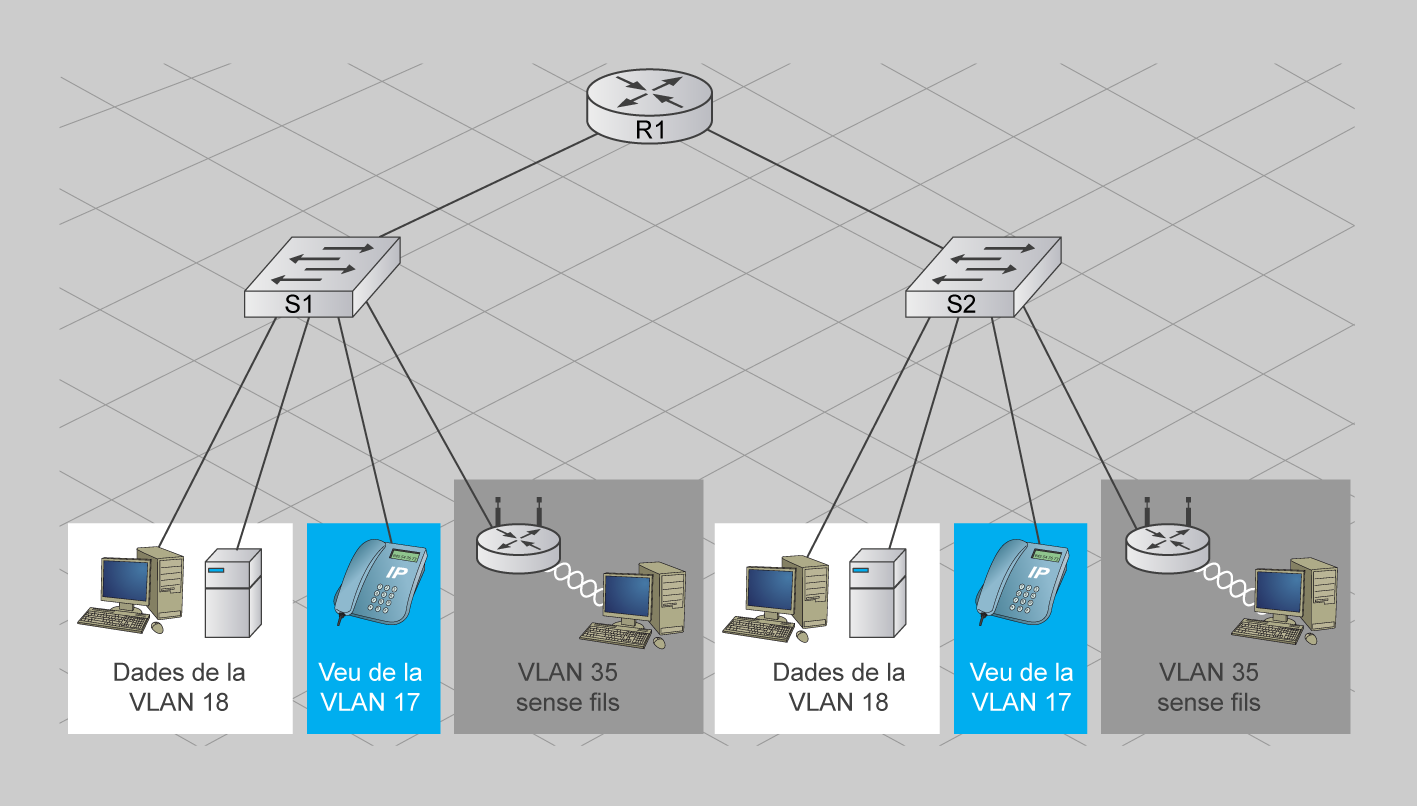 R1
S1
S2
IP
Dades de la
VLAN 18
Veu de la
VLAN 17
VLAN 35
sense fils
Dades de la
VLAN 18
IP
Veu de la
VLAN 17
VLAN 35
sense fils